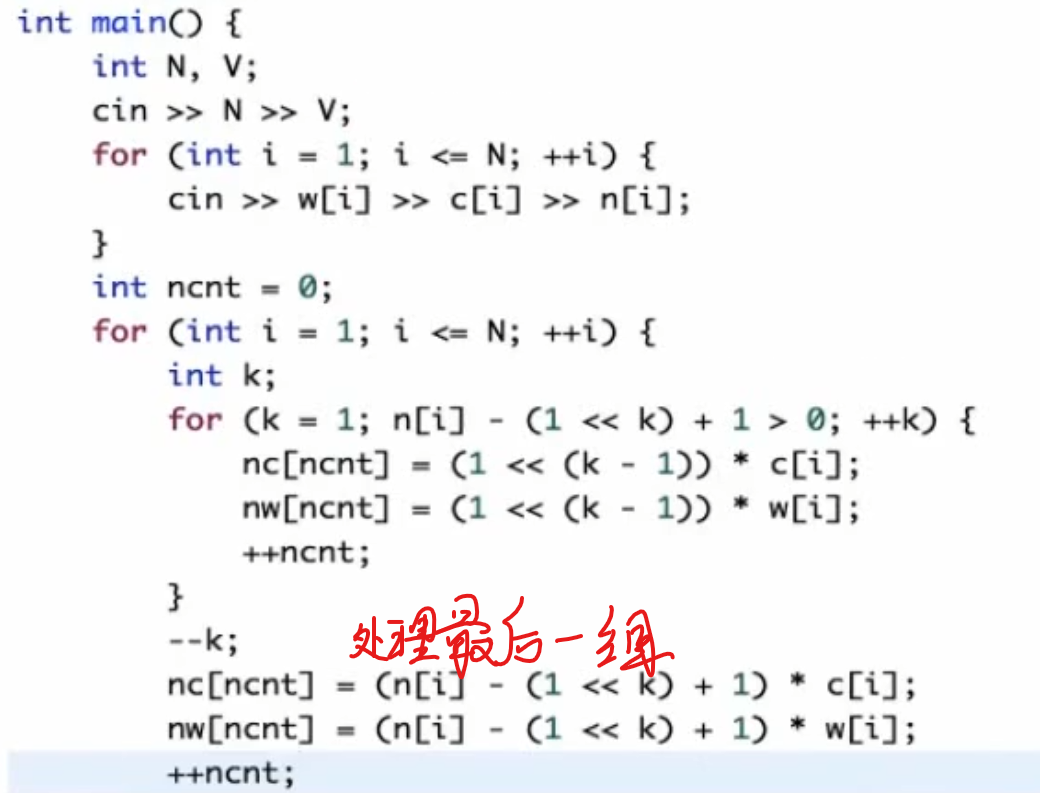 int main() {
int N, V;
cin >> N >> V;
for (int i = 1; i <= N; ++i) {
cin >> w[i] >> c[i] >> n[i];
}
int ncnt = 0;
for (int i = 1; i <= N; ++i) {
int k;
for (k = 1; n[i] - (1 << k) + 1 > 0; ++k) {
nc[ncnt] = (1 << (k - 1)) * c[i];
nw[ncnt] = (1 << (k - 1)) * w[i];
++ncnt;
}
--k;
处理最后一组
nc[ncnt] = (n[i] - (1 << k) + 1) * c[i];
nw[ncnt] = (n[i] - (1 << k) + 1) * w[i];
++ncnt;